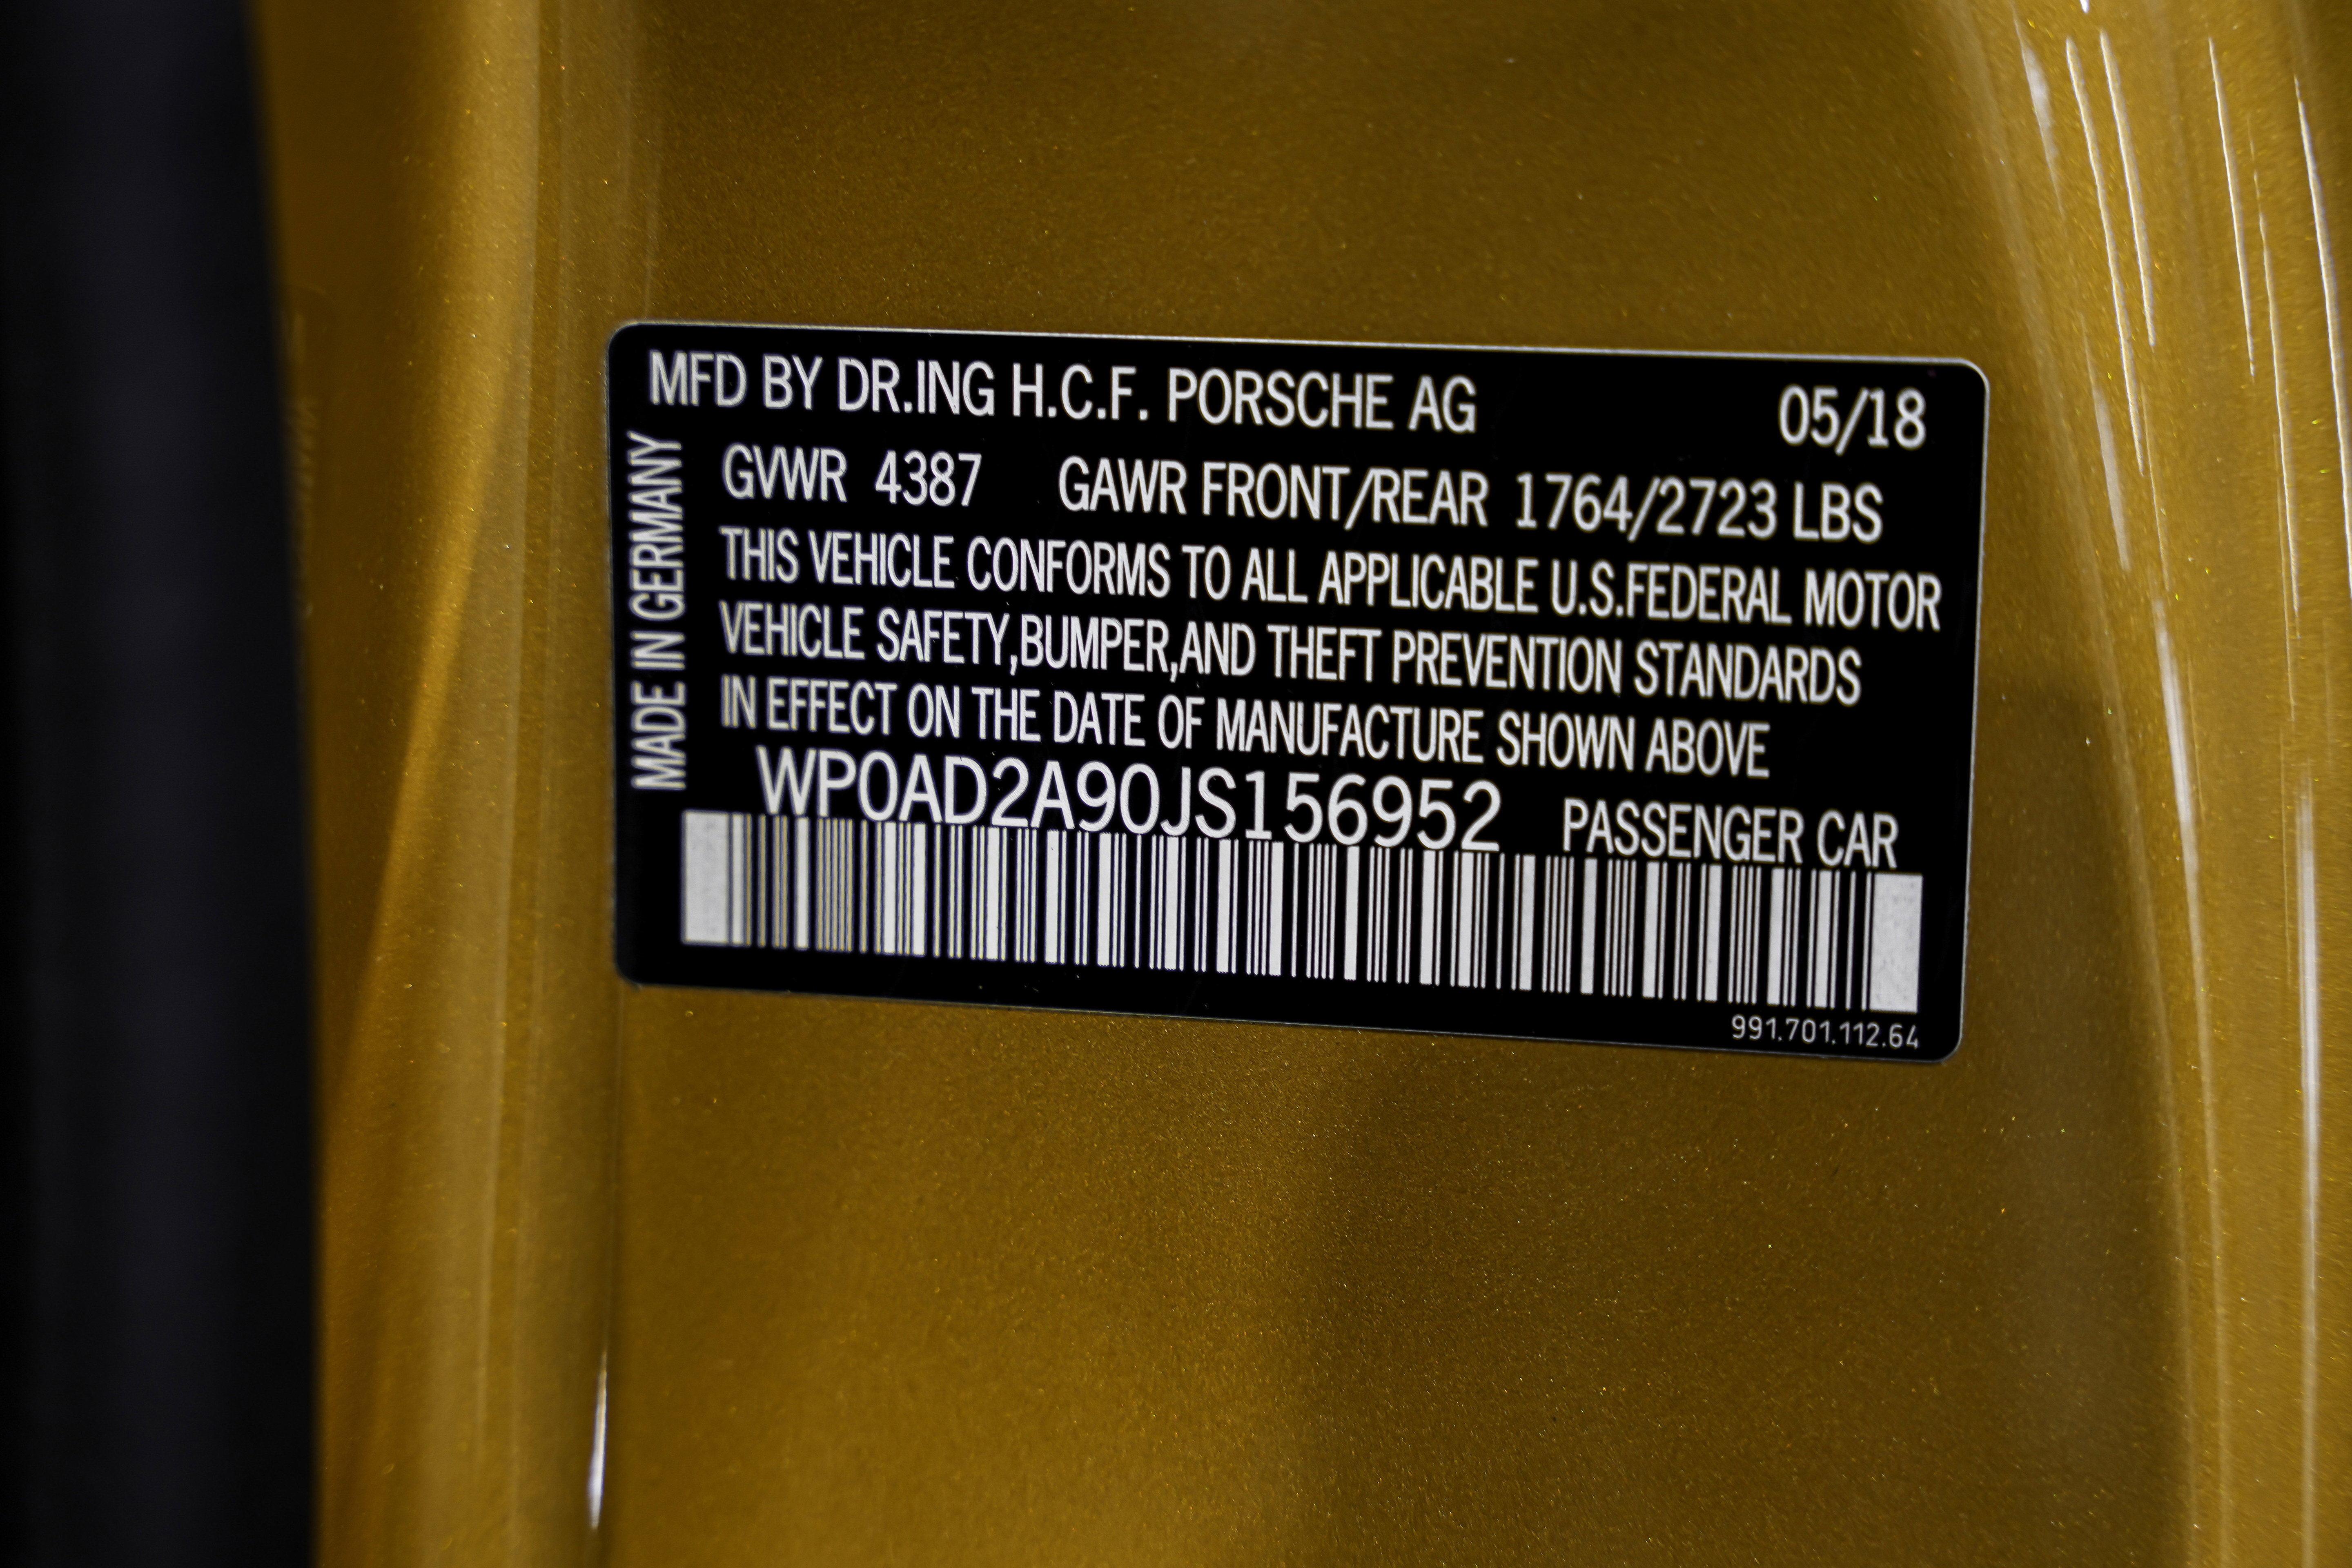 MFD BY DR.ING H.C.F. PORSCHE AG 05/18
MADE IN GERMANY
GVWR 4387 GAWR FRONT/REAR 1764/2723 LBS
THIS VEHICLE CONFORMS TO ALL APPLICABLE U.S.FEDERAL MOTOR
VEHICLE SAFETY,BUMPER,AND THEFT PREVENTION STANDARDS
IN EFFECT ON THE DATE OF MANUFACTURE SHOWN ABOVE
WP0AD2A90JS156952 PASSENGER CAR
991.701.112.64